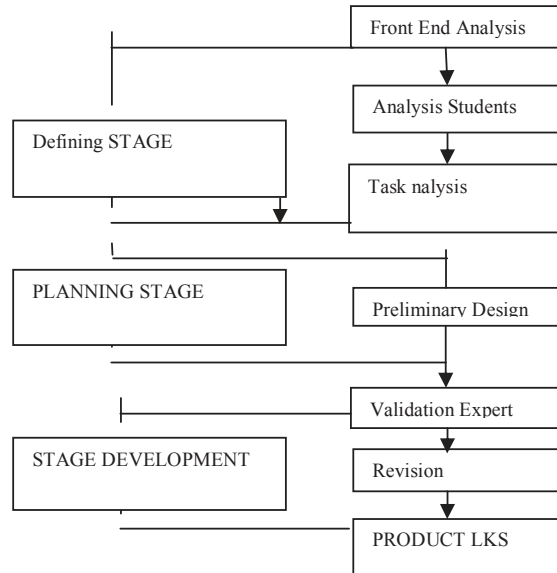 Front End Analysis
Analysis Students
Defining STAGE
Task nalysis
PLANNING STAGE
Preliminary Design
Validation Expert
STAGE DEVELOPMENT
Revision
PRODUCT LKS